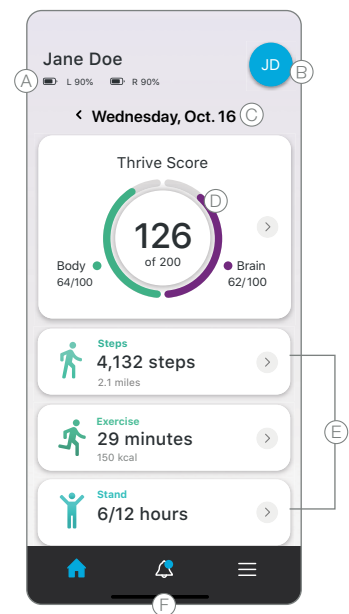 Jane Doe
JD
B
A
L 90%
R 90%
Wednesday, Oct. 16
C
Thrive Score
D
126
of 200
Body
64/100
Brain
62/100
Steps
4,132 steps
2.1 miles
E
Exercise
29 minutes
150 kcal
Stand
6/12 hours
F